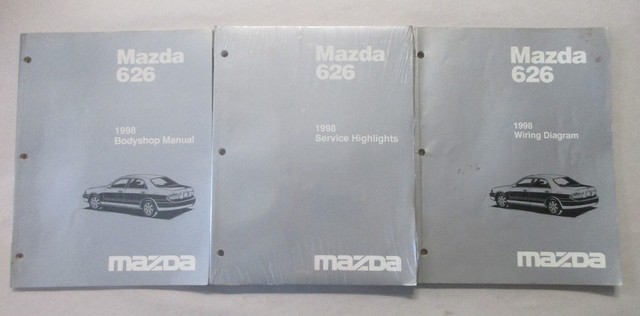 Mazda
626
1998
Bodyshop Manual
mazda
Mazda
626
1998
Service Highlights
mazda
Mazda
626
1998
Wiring Diagram
mazda